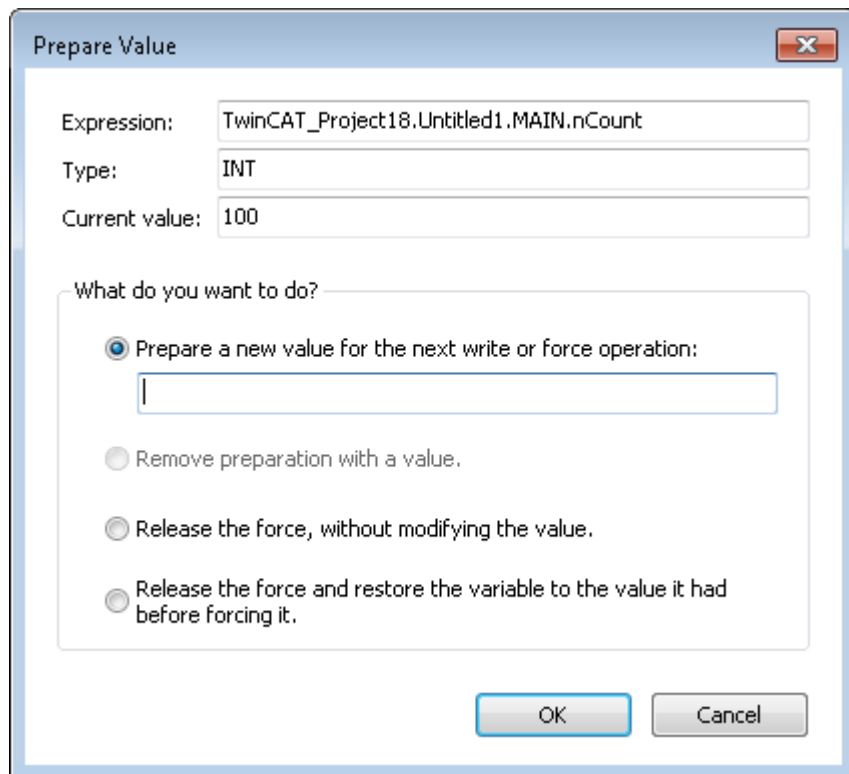 Prepare Value
Expression: TwinCAT_Project18.Untitled1.MAIN.nCount
Type: INT
Current value: 100
What do you want to do?
Prepare a new value for the next write or force operation:
Remove preparation with a value.
Release the force, without modifying the value.
Release the force and restore the variable to the value it had
before forcing it.
OK Cancel